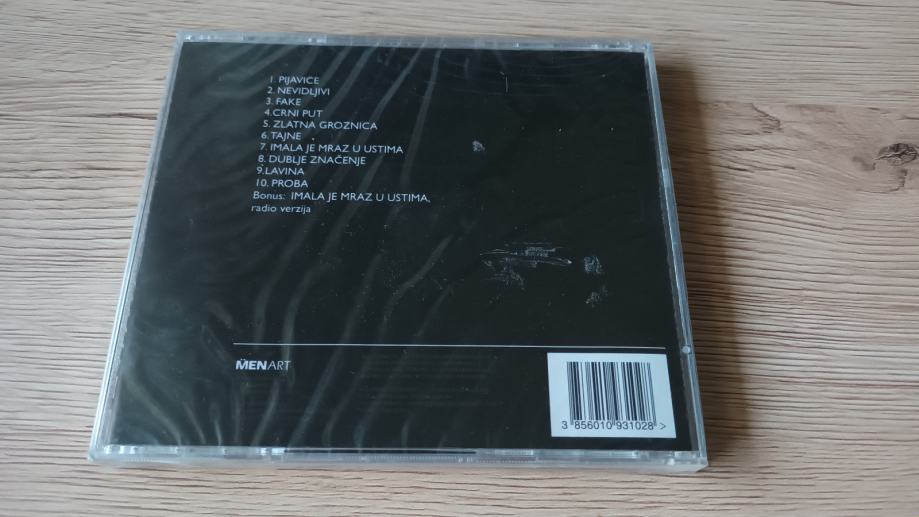 1. PIJAVICE
2. NEVIDLJIVI
3. FAKE
4.CRNI PUT
5. ZLATNA GROZNICA
6. TAJNE
7. IMALA JE MRAZ U USTIMA
8. DUBLJE ZNAČENJE
9.LAVINA
10. PROBA
Bonus: IMALA JE MRAZ U USTIMA,
radio verzija
MENART
3 856010 931028 >